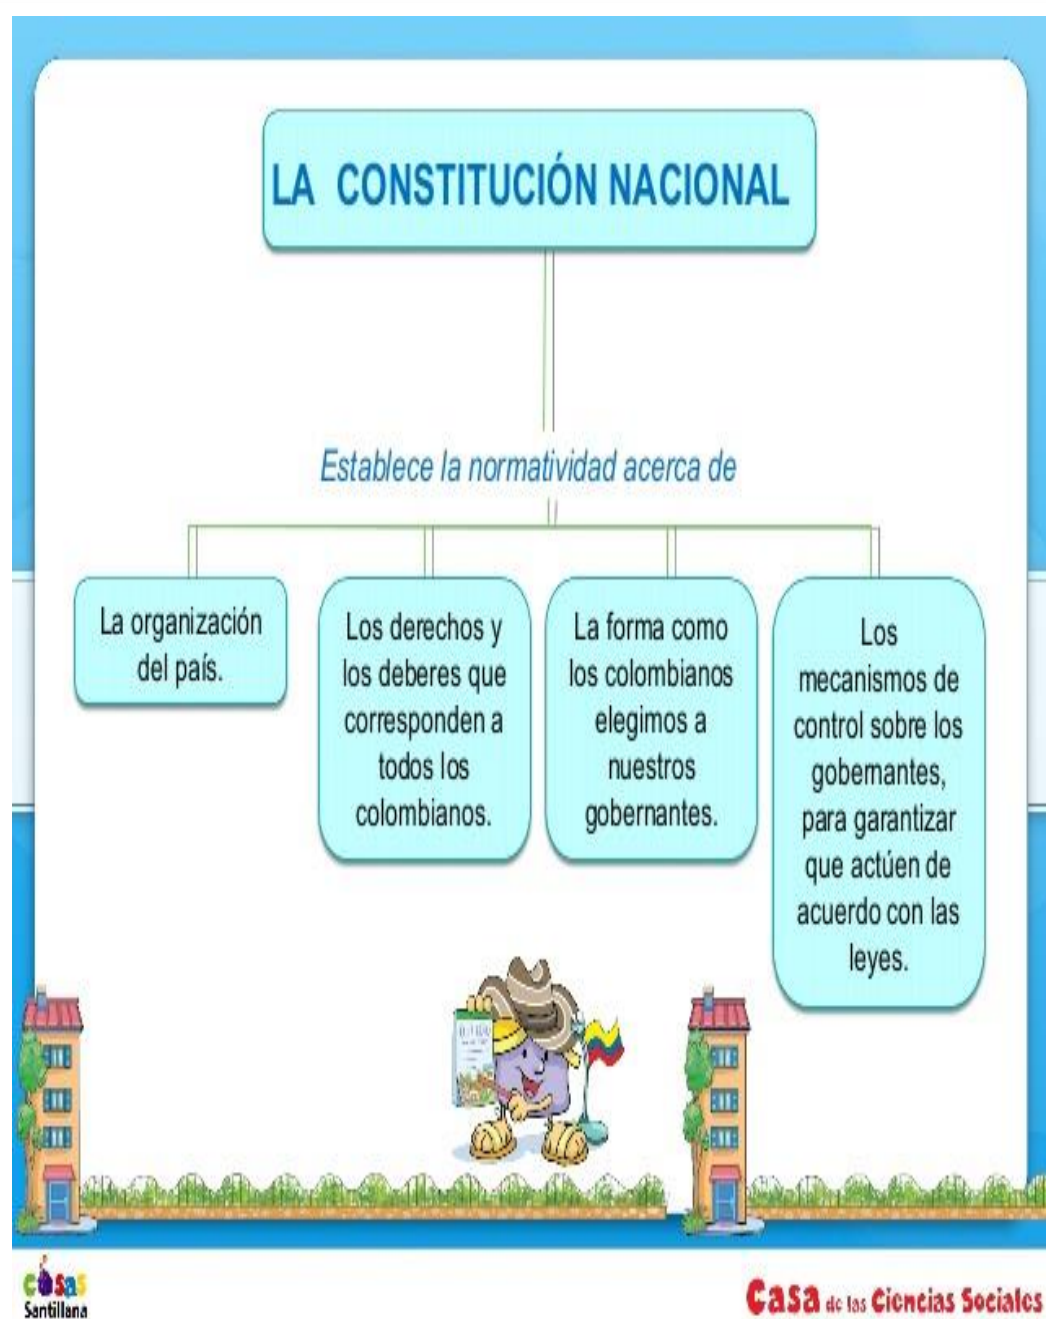 LA CONSTITUCIÓN NACIONAL
Establece la normatividad acerca de
La organización
del país.
Los derechos y
los deberes que
corresponden a
todos los
colombianos.
La forma como
los colombianos
elegimos a
nuestros
gobernantes.
Los
mecanismos de
control sobre los
gobernantes,
para garantizar
que actúen de
acuerdo con las
leyes.
cosas
Santillana
Casa de las Ciencias Sociales